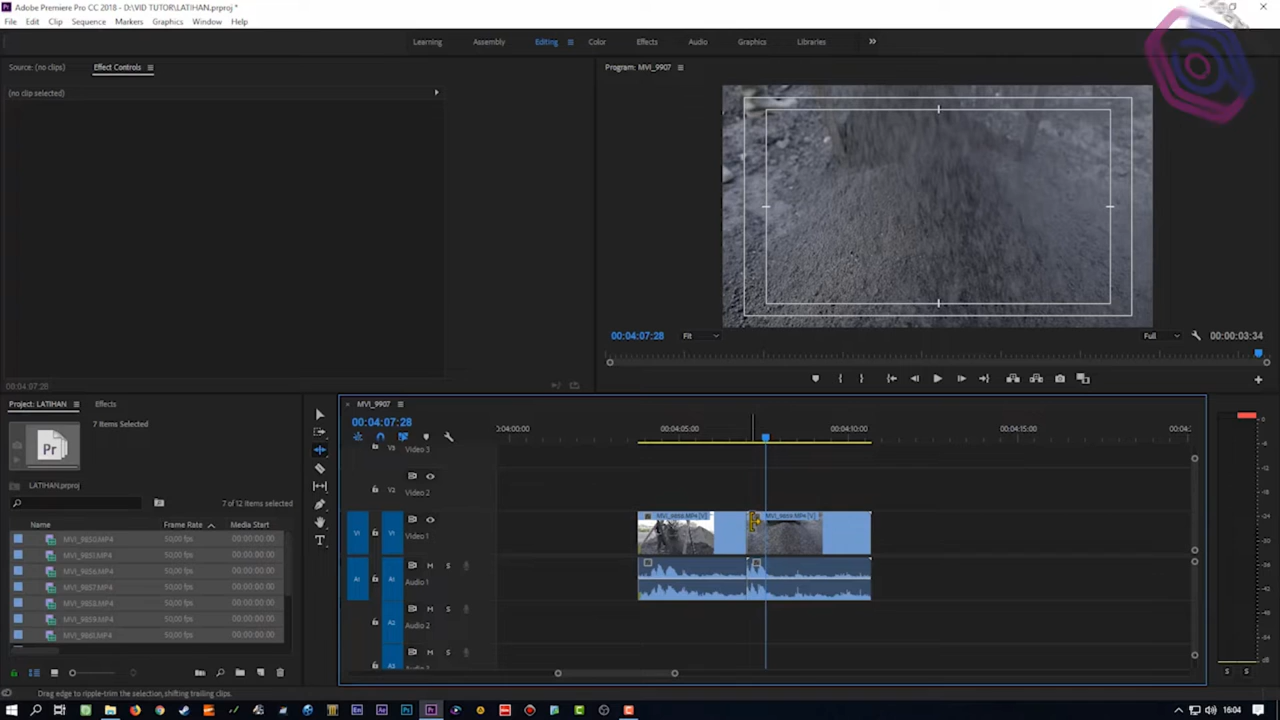 Adobe Premiere Pro CC 2018 - D:\VID TUTOR\LATIHAN.prproj *
File Edit Clip Sequence Markers Graphics Window Help
Learning Assembly Editing Color Effects Audio Graphics Libraries
Source: (no clips) Effect Controls
Program: MVI_9907
(no clip selected)
00:04:07:28 Fit Full 00:00:03:34
00:04:07:28
Project: LATIHAN Effects
7 Items Selected
Pr
LATIHAN.prproj
7 of 12 Items selected
Name Frame Rate Media Start
MVI_9850.MP4 50,00 fps 00:00:00:00
MVI_9851.MP4 50,00 fps 00:00:00:00
MVI_9856.MP4 50,00 fps 00:00:00:00
MVI_9857.MP4 50,00 fps 00:00:00:00
MVI_9858.MP4 50,00 fps 00:00:00:00
MVI_9859.MP4 50,00 fps 00:00:00:00
MVI_9861.MP4 50,00 fps 00:00:00:00
MVI_9907
00:04:07:28
:04:00:00 00:04:05:00 00:04:10:00 00:04:15:00 00:04:
V3 Video 3
V2 Video 2
V1 V1 Video 1
A1 A1 M S Audio 1
A2 M S Audio 2
A3 M S
S S
Drag edge to ripple-trim the selection, shifting trailing clips.
16:04